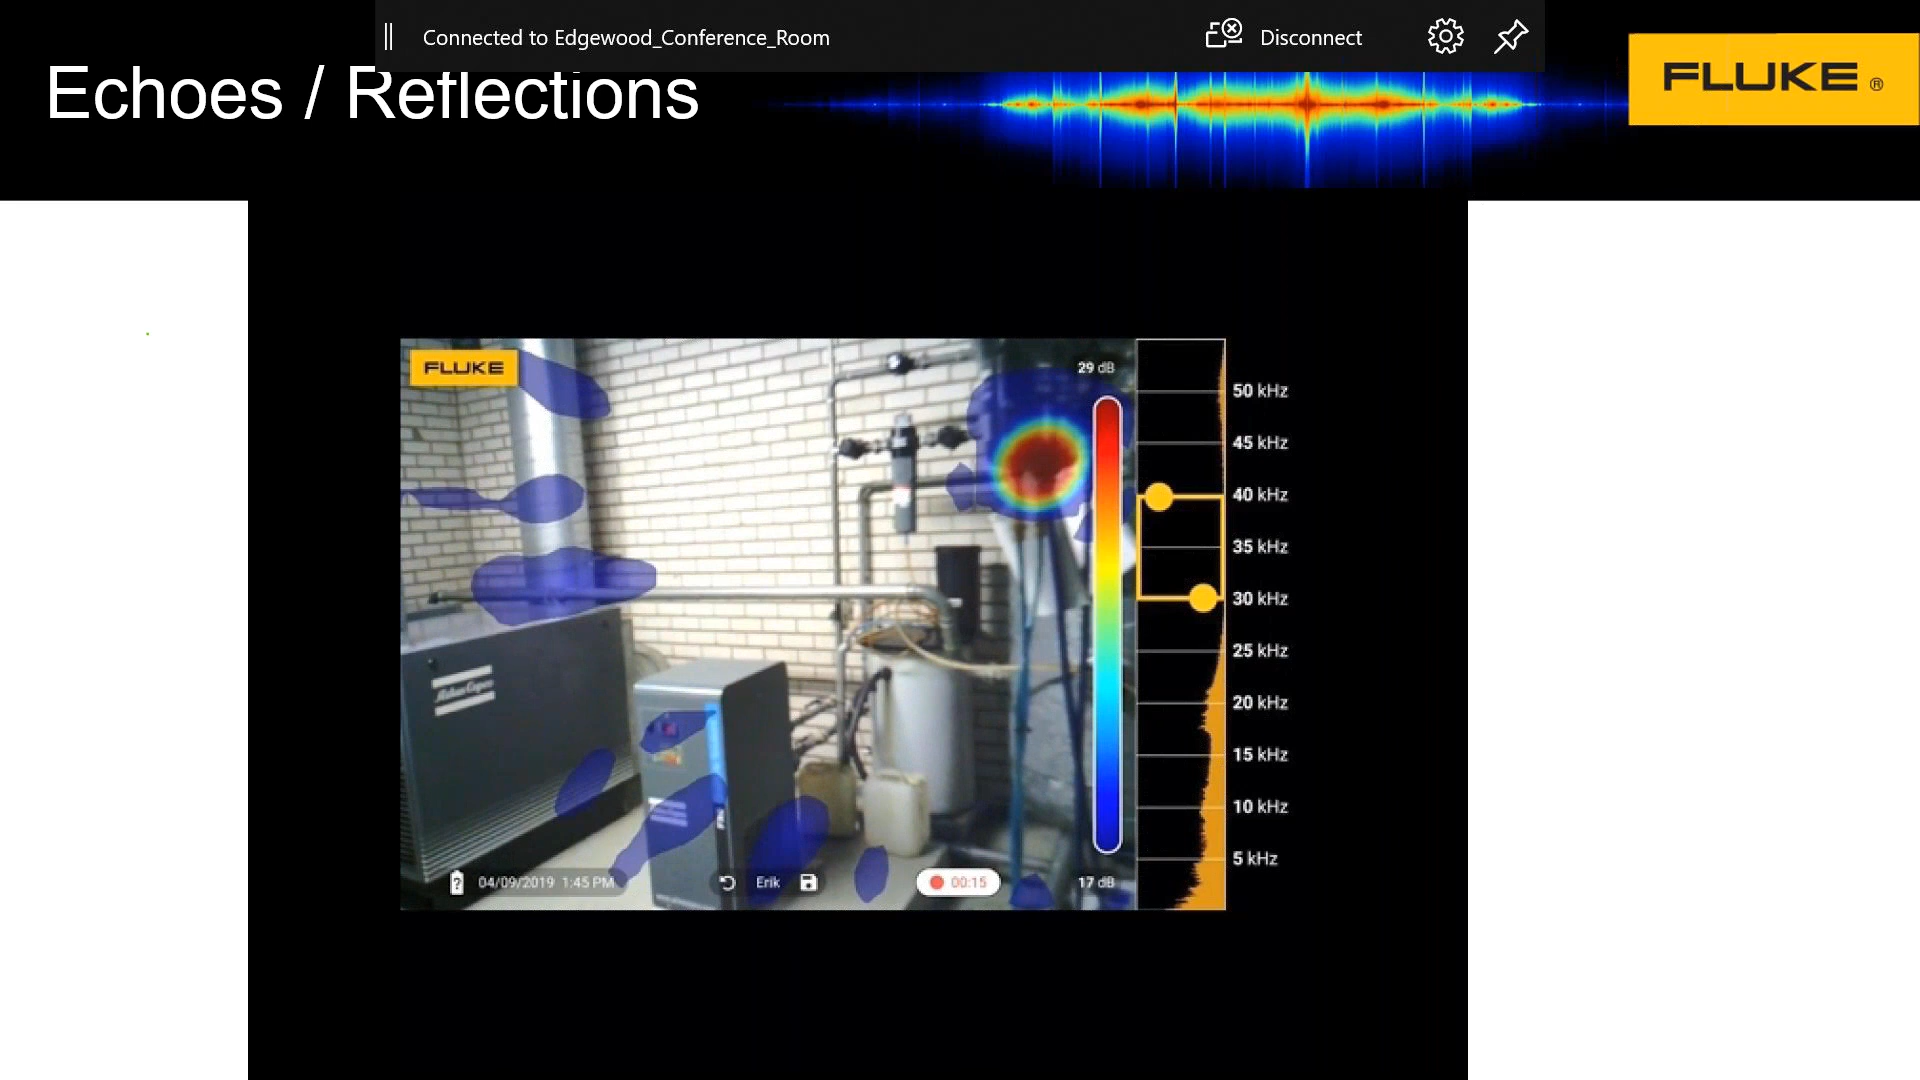 Connected to Edgewood_Conference_Room
Disconnect
Echoes / Reflections
FLUKE ®
FLUKE
29 dB
50 kHz
45 kHz
40 kHz
35 kHz
30 kHz
25 kHz
20 kHz
15 kHz
10 kHz
5 kHz
Atlas Copco
04/09/2019 1:45 PM
Erik
00:15
17 dB